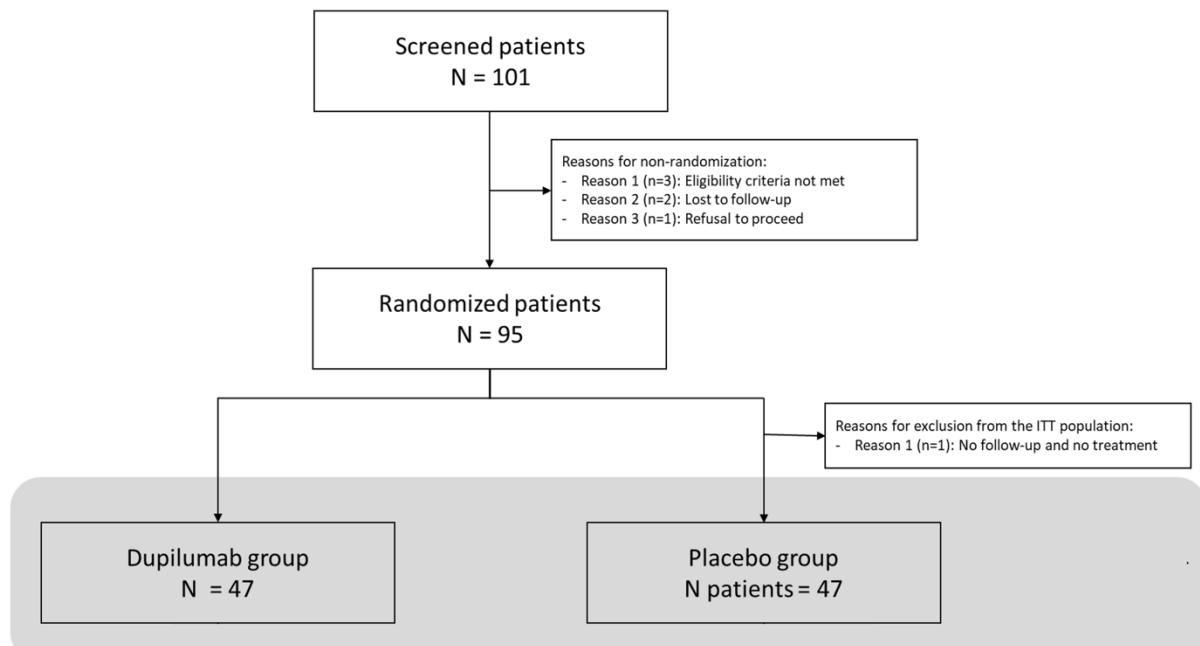 Screened patients
N = 101
Reasons for non-randomization:
- Reason 1 (n=3): Eligibility criteria not met
- Reason 2 (n=2): Lost to follow-up
- Reason 3 (n=1): Refusal to proceed
Randomized patients
N = 95
Reasons for exclusion from the ITT population:
- Reason 1 (n=1): No follow-up and no treatment
Dupilumab group
N = 47
Placebo group
N patients = 47